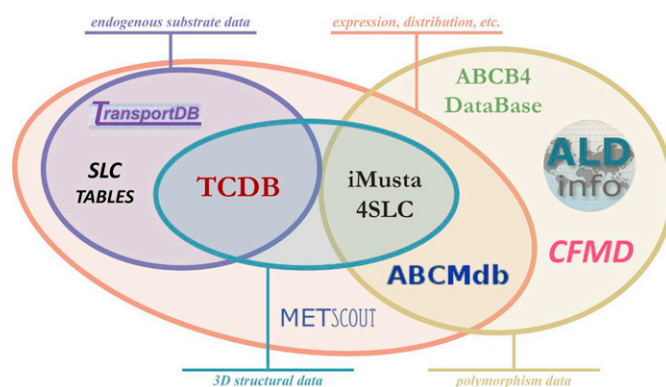 endogenous substrate data
expression, distribution, etc.
TransportDB
ABCB4
DataBase
ALD
info
SLC
TABLES
TCDB
iMusta
4SLC
CFMD
ABCMdb
METSCOUT
3D structural data
polymorphism data